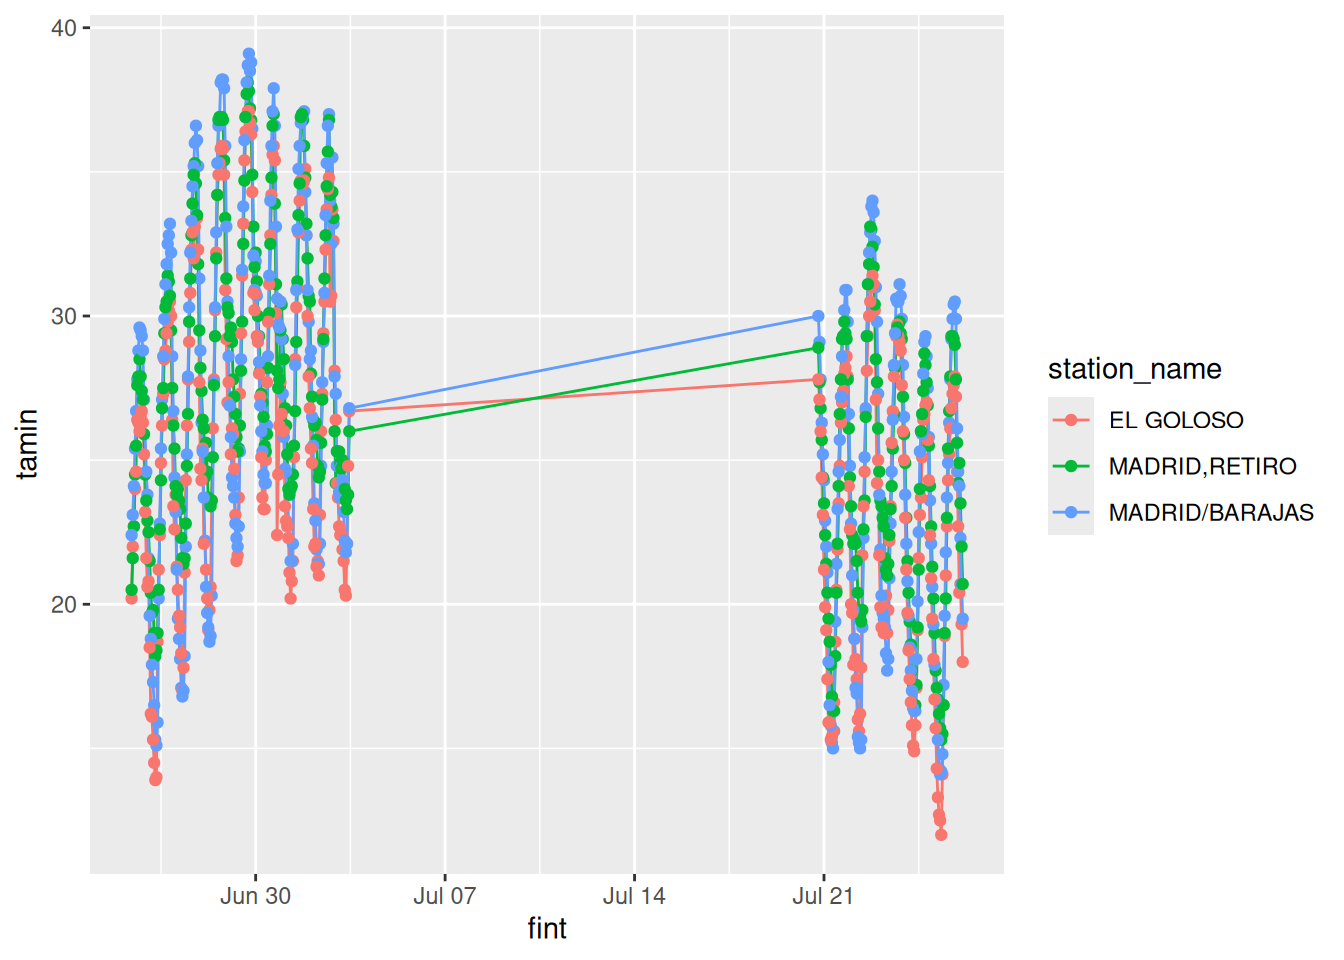 40
30
20
tamin
Jun 30
Jul 07
Jul 14
Jul 21
fint
station_name
EL GOLOSO
MADRID,RETIRO
MADRID/BARAJAS